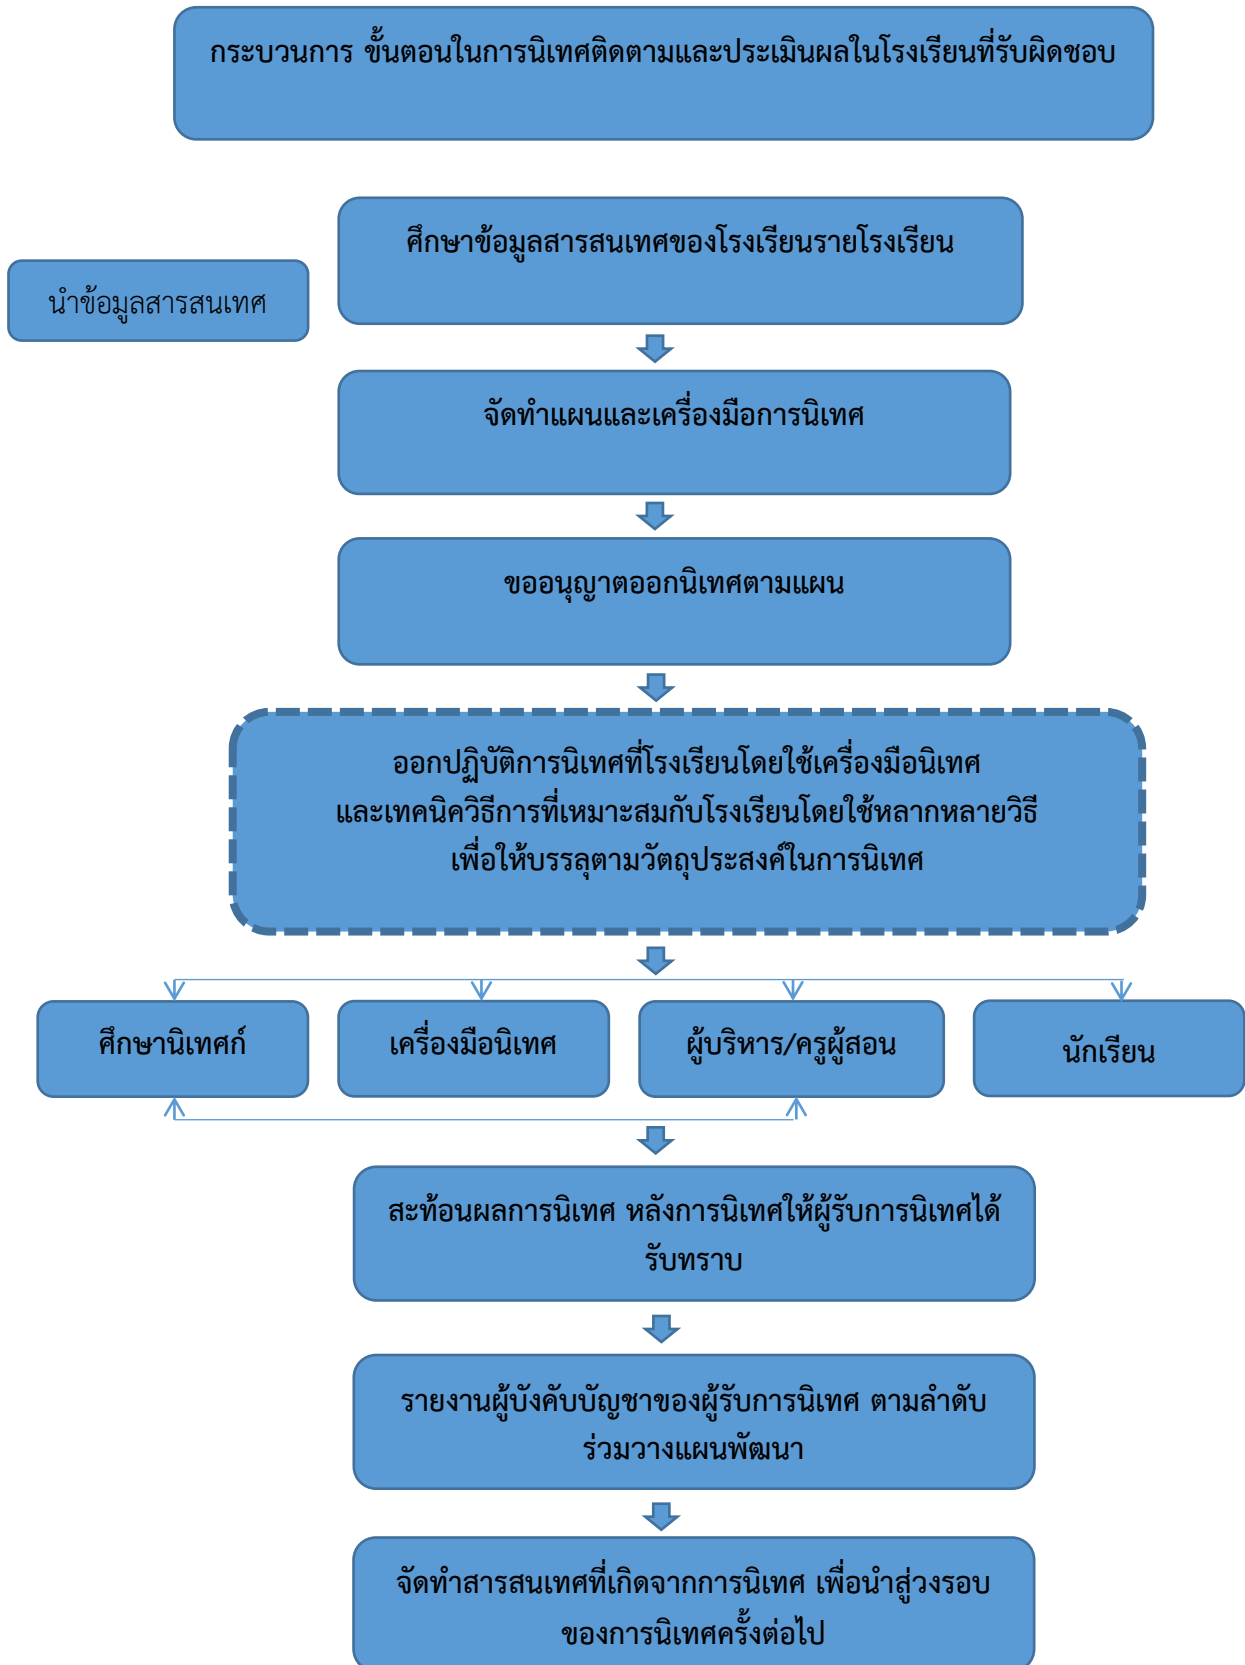 กระบวนการ ขั้นตอนในการนิเทศติดตามและประเมินผลในโรงเรียนที่รับผิดชอบ
ศึกษาข้อมูลสารสนเทศของโรงเรียนรายโรงเรียน
นำข้อมูลสารสนเทศ
จัดทำแผนและเครื่องมือการนิเทศ
ขออนุญาตออกนิเทศตามแผน
ออกปฏิบัติการนิเทศที่โรงเรียนโดยใช้เครื่องมือนิเทศ
และเทคนิควิธีการที่เหมาะสมกับโรงเรียนโดยใช้หลากหลายวิธี
เพื่อให้บรรลุตามวัตถุประสงค์ในการนิเทศ
ศึกษานิเทศก์
เครื่องมือนิเทศ
ผู้บริหาร/ครูผู้สอน
นักเรียน
สะท้อนผลการนิเทศ หลังการนิเทศให้ผู้รับการนิเทศได้
รับทราบ
รายงานผู้บังคับบัญชาของผู้รับการนิเทศ ตามลำดับ
ร่วมวางแผนพัฒนา
จัดทำสารสนเทศที่เกิดจากการนิเทศ เพื่อนำสู่วงรอบ
ของการนิเทศครั้งต่อไป